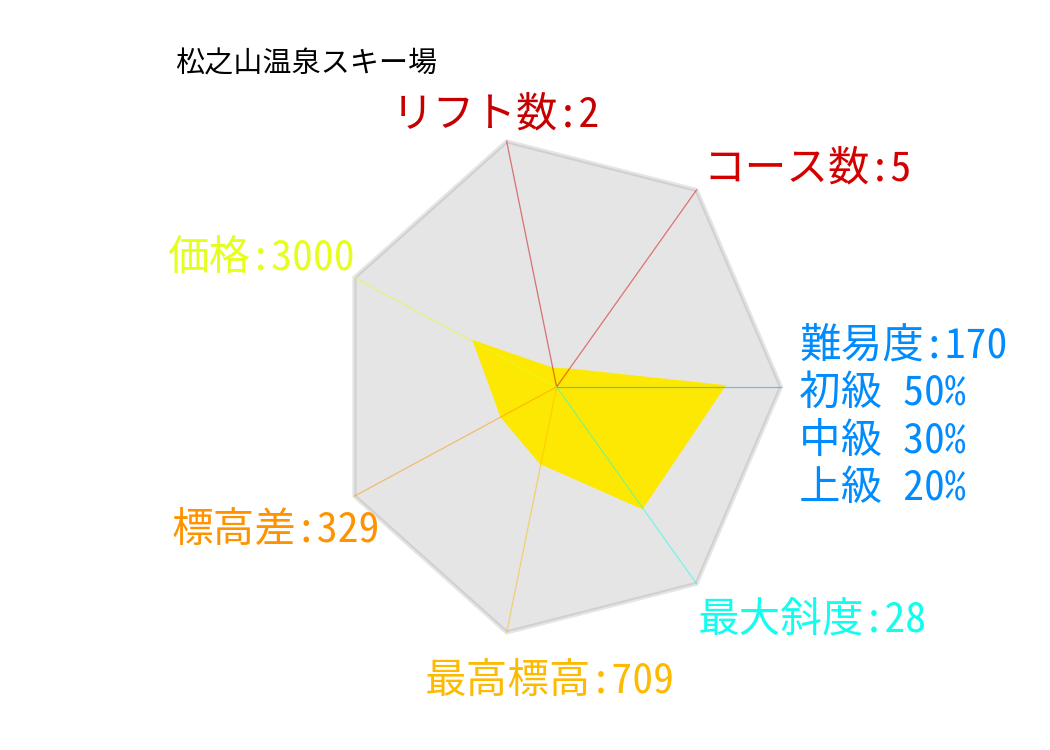 松之山温泉スキー場
リフト数:2
コース数:5
価格:3000
難易度:170
初級 50%
中級 30%
上級 20%
標高差:329
最大斜度:28
最高標高:709